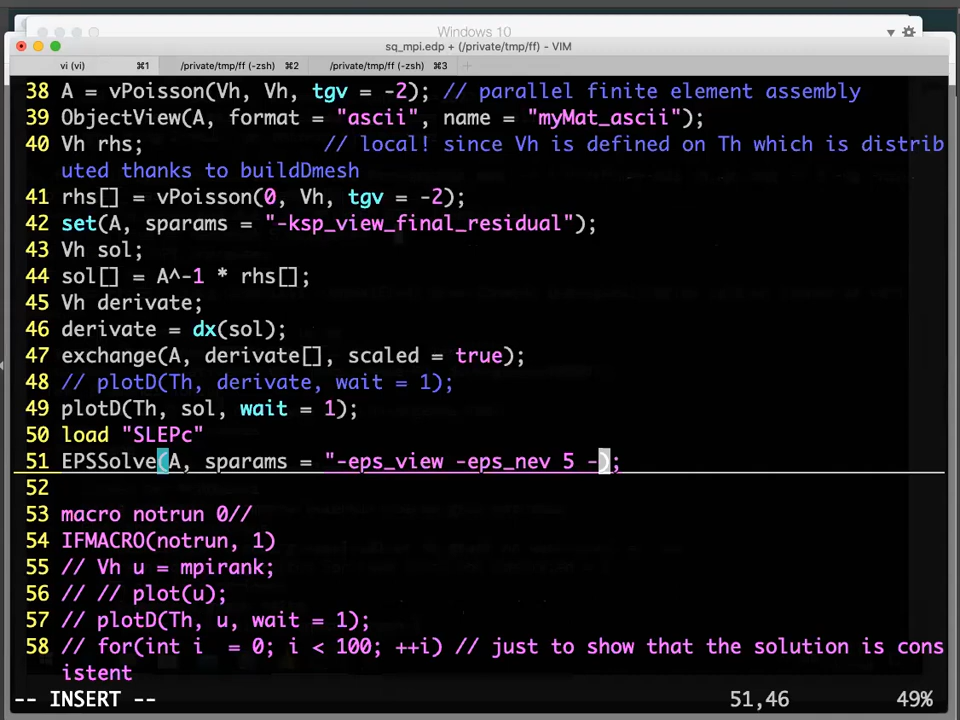 Windows 10
sq_mpi.edp + (/private/tmp/ff) - VIM
vi (vi) ⌘1 /private/tmp/ff (-zsh) ⌘2 /private/tmp/ff (-zsh) ⌘3 +
38 A = vPoisson(Vh, Vh, tgv = -2); // parallel finite element assembly
39 ObjectView(A, format = "ascii", name = "myMat_ascii");
40 Vh rhs; // local! since Vh is defined on Th which is distrib
uted thanks to buildDmesh
41 rhs[] = vPoisson(0, Vh, tgv = -2);
42 set(A, sparams = "-ksp_view_final_residual");
43 Vh sol;
44 sol[] = A^-1 * rhs[];
45 Vh derivate;
46 derivate = dx(sol);
47 exchange(A, derivate[], scaled = true);
48 // plotD(Th, derivate, wait = 1);
49 plotD(Th, sol, wait = 1);
50 load "SLEPc"
51 EPSSolve(A, sparams = "-eps_view -eps_nev 5 -);
52
53 macro notrun 0//
54 IFMACRO(notrun, 1)
55 // Vh u = mpirank;
56 // // plot(u);
57 // plotD(Th, u, wait = 1);
58 // for(int i  = 0; i < 100; ++i) // just to show that the solution is cons
istent
-- INSERT -- 51,46 49%